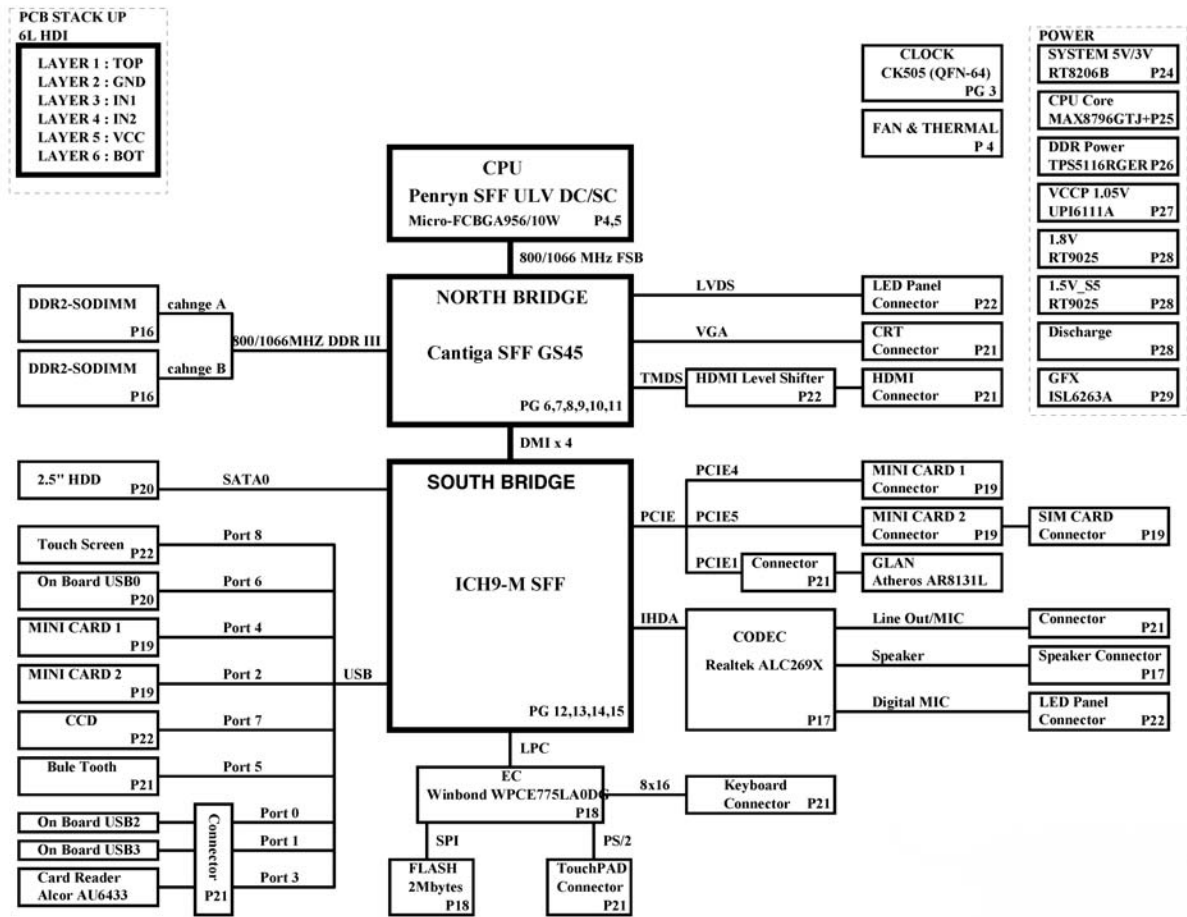 PCB STACK UP
6L HDI
LAYER 1 : TOP
LAYER 2 : GND
LAYER 3 : IN1
LAYER 4 : IN2
LAYER 5 : VCC
LAYER 6 : BOT
CLOCK
CK505 (QFN-64)
PG 3
FAN & THERMAL
P 4
POWER
SYSTEM 5V/3V
RT8206B P24
CPU Core
MAX8796GTJ+P25
DDR Power
TPS5116RGER P26
VCCP 1.05V
UPI6111A P27
1.8V
RT9025 P28
1.5V_S5
RT9025 P28
Discharge
P28
GFX
ISL6263A P29
CPU
Penryn SFF ULV DC/SC
Micro-FCBGA956/10W P4,5
800/1066 MHz FSB
NORTH BRIDGE
Cantiga SFF GS45
PG 6,7,8,9,10,11
DDR2-SODIMM
P16
cahnge A
DDR2-SODIMM
P16
cahnge B
800/1066MHZ DDR III
LVDS
LED Panel
Connector P22
VGA
CRT
Connector P21
TMDS
HDMI Level Shifter
P22
HDMI
Connector P21
DMI x 4
SOUTH BRIDGE
ICH9-M SFF
PG 12,13,14,15
2.5" HDD
P20
SATA0
Touch Screen
P22
Port 8
On Board USB0
P20
Port 6
MINI CARD 1
P19
Port 4
MINI CARD 2
P19
Port 2
USB
CCD
P22
Port 7
Bule Tooth
P21
Port 5
On Board USB2
Port 0
On Board USB3
Port 1
Card Reader
Alcor AU6433
Port 3
Connector
P21
PCIE
PCIE4
MINI CARD 1
Connector P19
PCIE5
MINI CARD 2
Connector P19
SIM CARD
Connector P19
PCIE1
Connector
P21
GLAN
Atheros AR8131L
IHDA
CODEC
Realtek ALC269X
P17
Line Out/MIC
Connector
P21
Speaker
Speaker Connector
P17
Digital MIC
LED Panel
Connector P22
LPC
EC
Winbond WPCE775LA0DG
P18
8x16
Keyboard
Connector P21
SPI
FLASH
2Mbytes
P18
PS/2
TouchPAD
Connector
P21